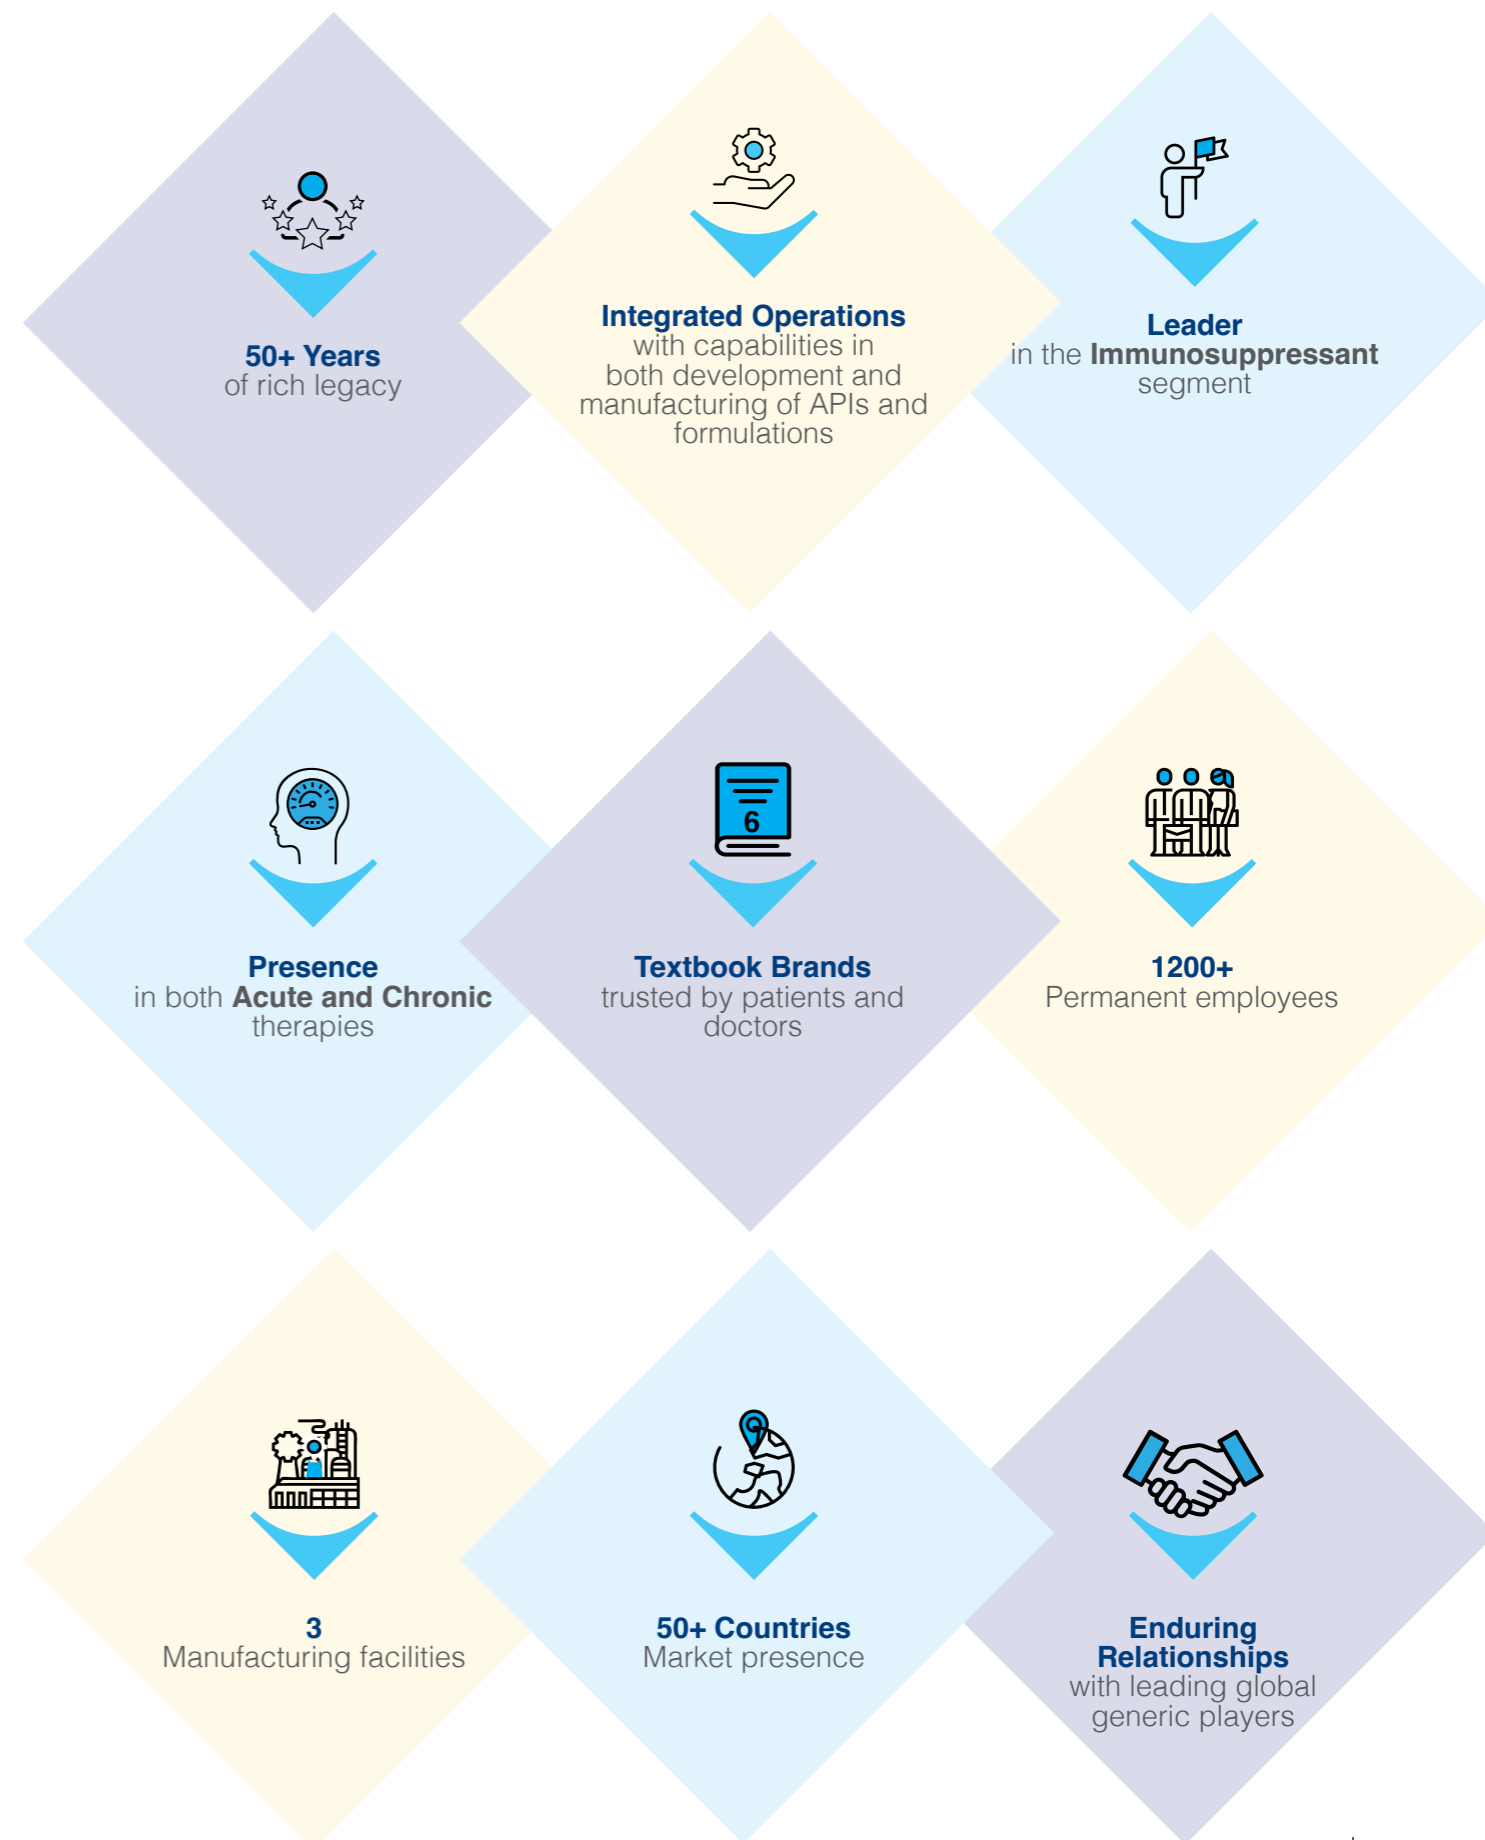 50+ Years
of rich legacy
Integrated Operations
with capabilities in
both development and
manufacturing of APIs and
formulations
Leader
in the Immunosuppressant
segment
Presence
in both Acute and Chronic
therapies
6
Textbook Brands
trusted by patients and
doctors
1200+
Permanent employees
3
Manufacturing facilities
50+ Countries
Market presence
Enduring
Relationships
with leading global
generic players